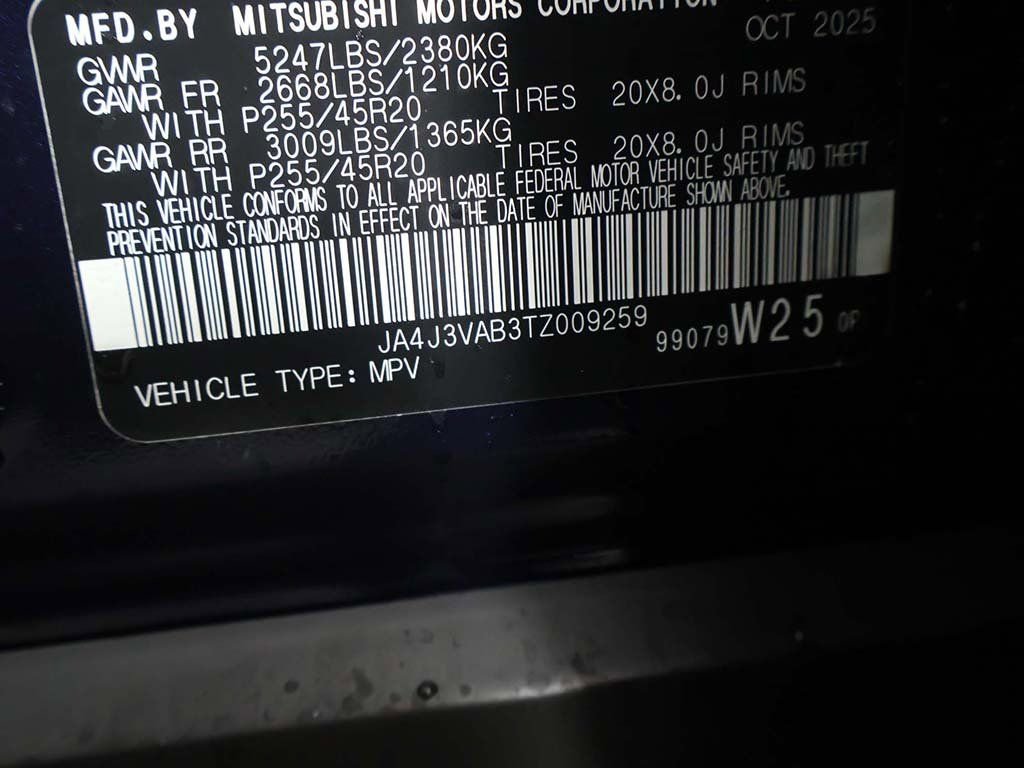 MFD.BY MITSUBISHI MOTORS CORPORATION
OCT 2025
GVWR 5247LBS/2380KG
GAWR FR 2668LBS/1210KG
WITH P255/45R20 TIRES 20X8.0J RIMS
GAWR RR 3009LBS/1365KG
WITH P255/45R20 TIRES 20X8.0J RIMS
THIS VEHICLE CONFORMS TO ALL APPLICABLE FEDERAL MOTOR VEHICLE SAFETY AND THEFT
PREVENTION STANDARDS IN EFFECT ON THE DATE OF MANUFACTURE SHOWN ABOVE.
JA4J3VAB3TZ009259
99079 W25
VEHICLE TYPE: MPV